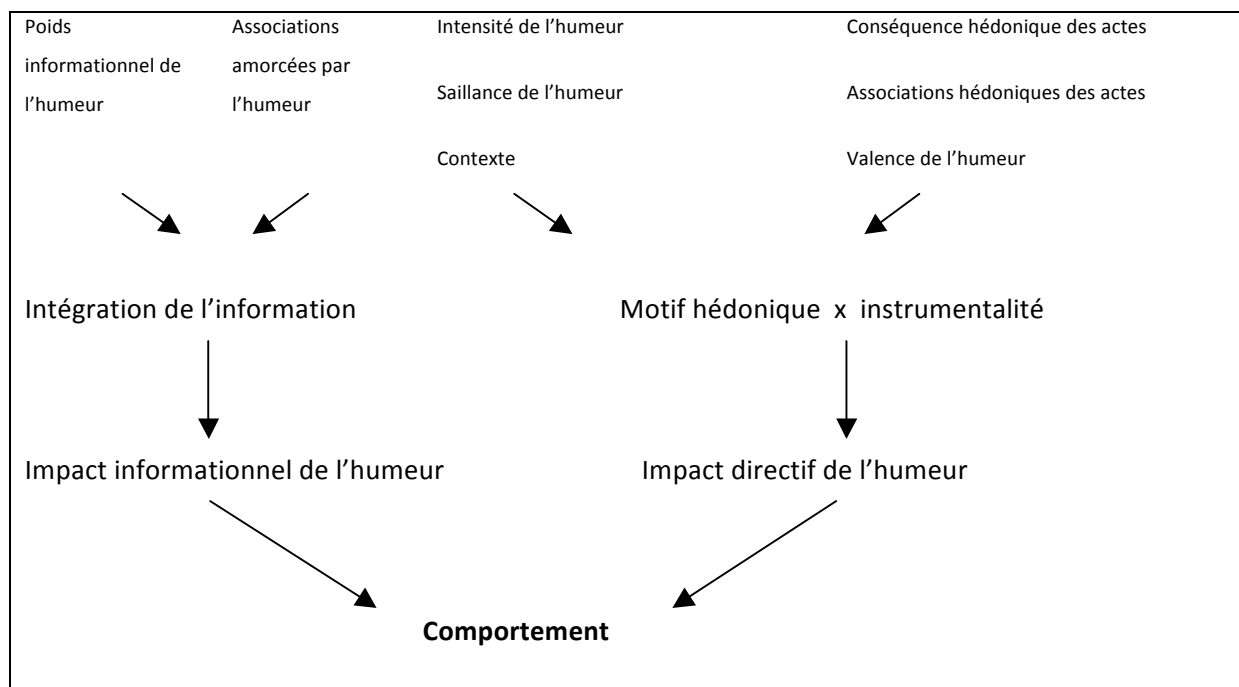 Poids
informationnel de
l’humeur
Associations
amorcées par
l’humeur
Intensité de l’humeur
Saillance de l’humeur
Contexte
Conséquence hédonique des actes
Associations hédoniques des actes
Valence de l’humeur
Intégration de l’information
Motif hédonique x instrumentalité
Impact informationnel de l’humeur
Impact directif de l’humeur
Comportement